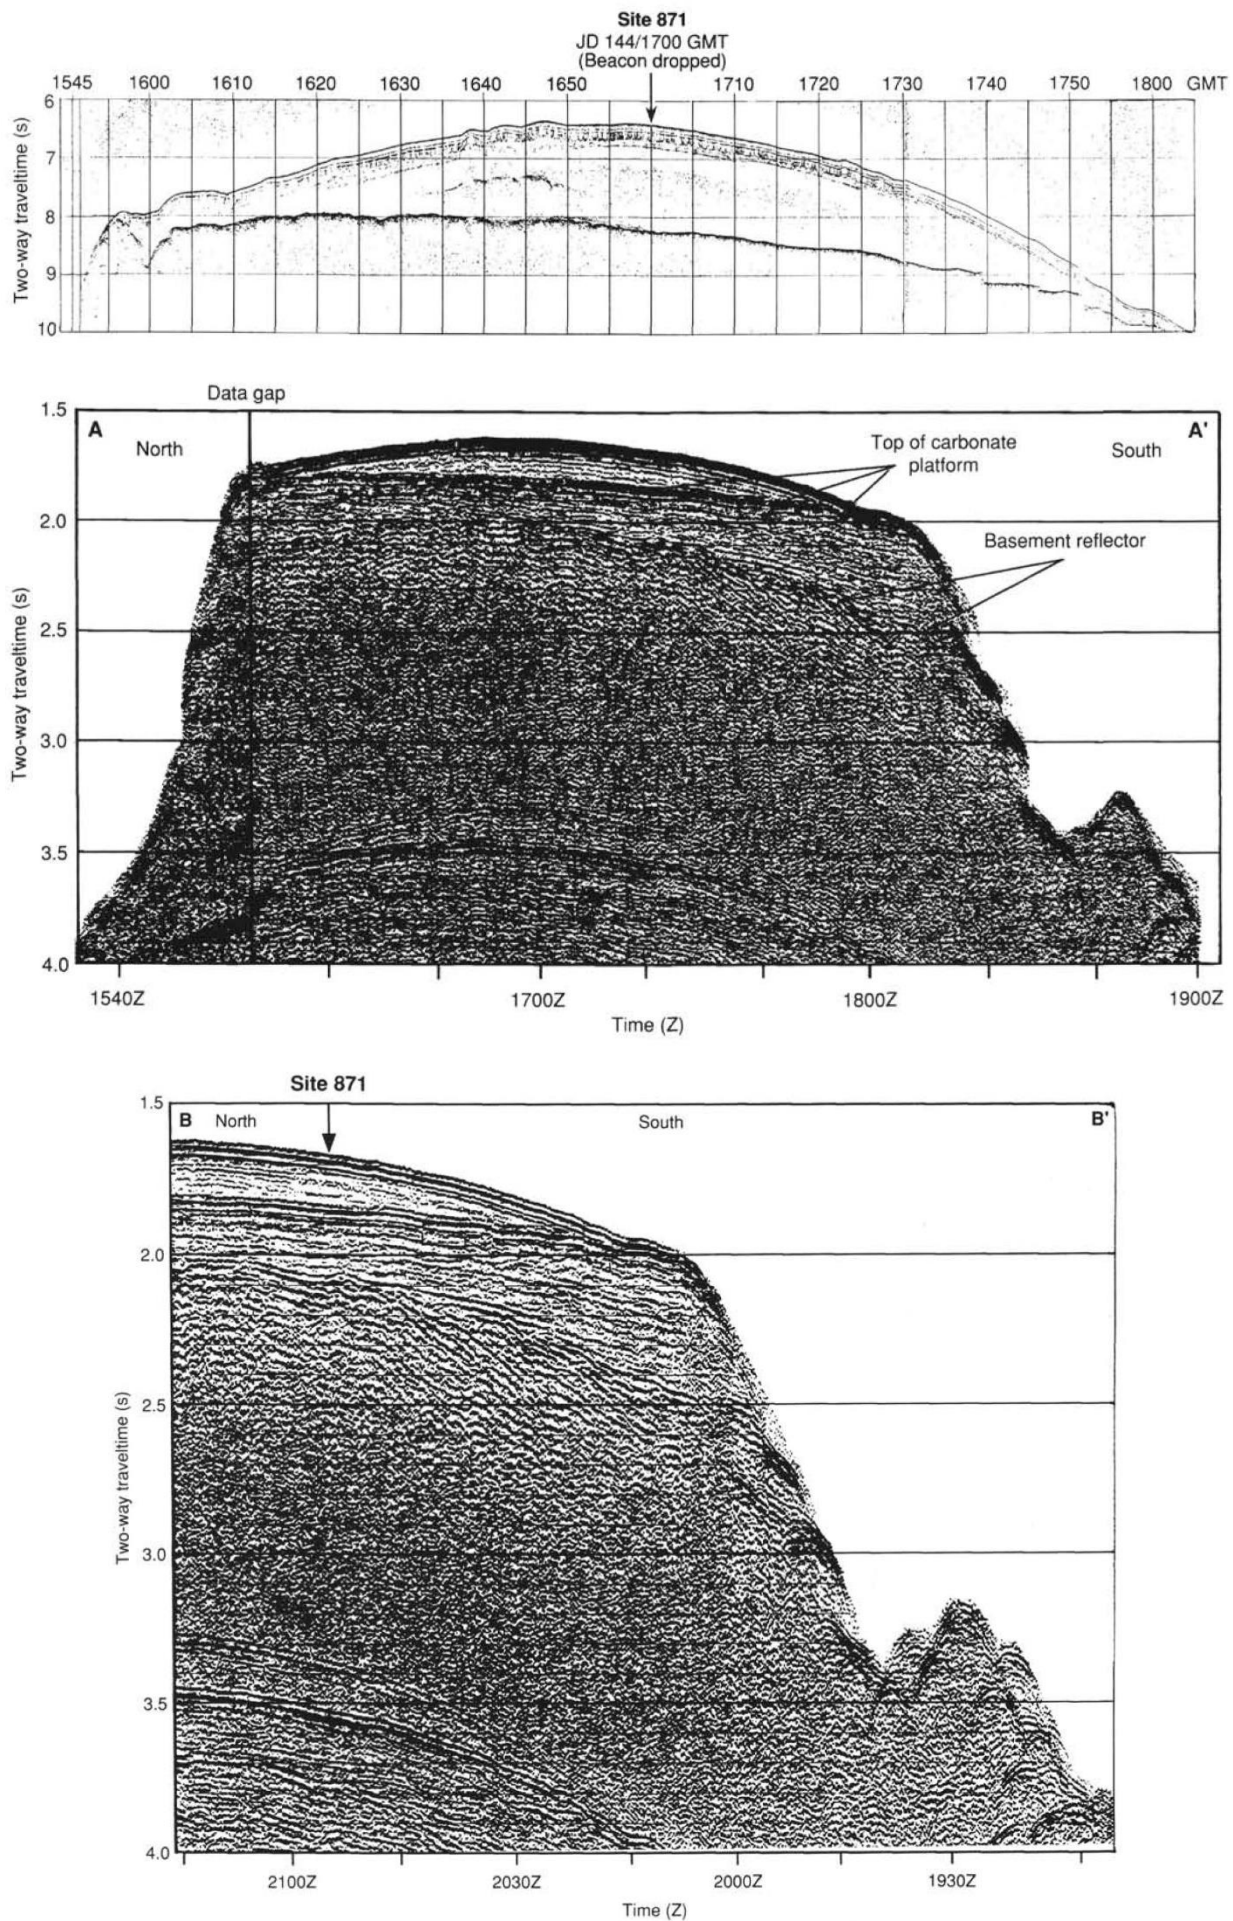 Site 871
JD 144/1700 GMT
(Beacon dropped)
1545 1600 1610 1620 1630 1640 1650 1710 1720 1730 1740 1750 1800 GMT
Two-way traveltime (s)
6
7
8
9
10
Data gap
1.5
A
North
Top of carbonate
platform
A'
South
2.0
Basement reflector
Two-way traveltime (s)
2.5
3.0
3.5
4.0
1540Z 1700Z 1800Z 1900Z
Time (Z)
Site 871
1.5
B North South B'
2.0
Two-way traveltime (s)
2.5
3.0
3.5
4.0
2100Z 2030Z 2000Z 1930Z
Time (Z)